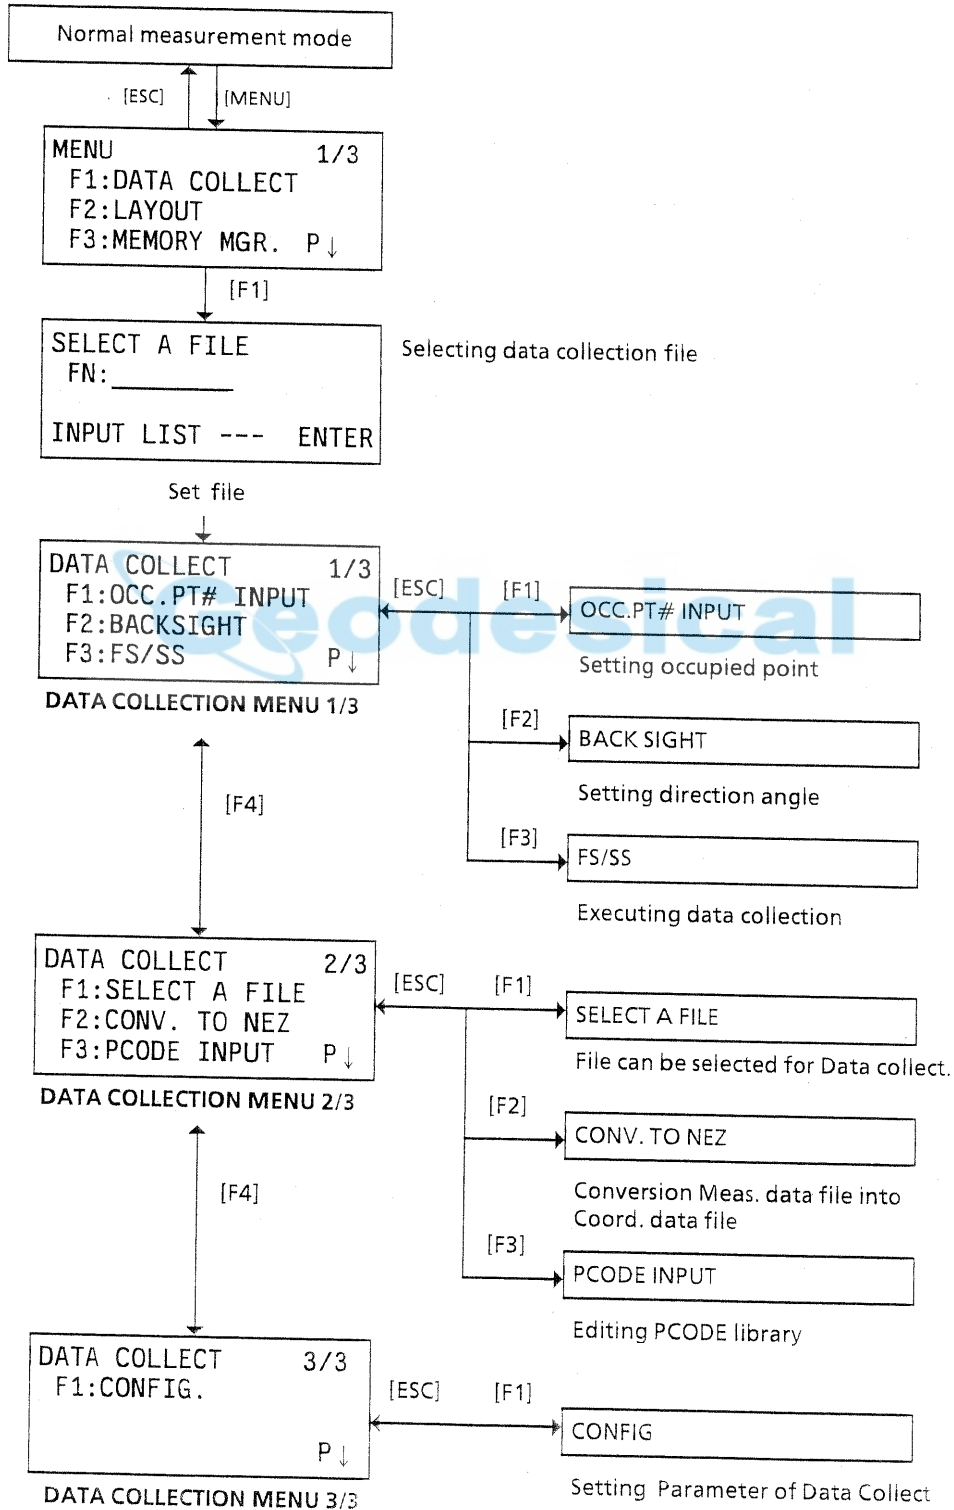 Normal measurement mode
[ESC] [MENU]
MENU 1/3
F1:DATA COLLECT
F2:LAYOUT
F3:MEMORY MGR. P↓
[F1]
SELECT A FILE
FN:_________
INPUT LIST --- ENTER
Selecting data collection file
Set file
DATA COLLECT 1/3
F1:OCC.PT# INPUT
F2:BACKSIGHT
F3:FS/SS P↓
DATA COLLECTION MENU 1/3
[ESC] [F1]
OCC.PT# INPUT
Setting occupied point
[F2]
BACK SIGHT
Setting direction angle
[F3]
FS/SS
Executing data collection
Geodesical
[F4]
DATA COLLECT 2/3
F1:SELECT A FILE
F2:CONV. TO NEZ
F3:PCODE INPUT P↓
DATA COLLECTION MENU 2/3
[ESC] [F1]
SELECT A FILE
File can be selected for Data collect.
[F2]
CONV. TO NEZ
Conversion Meas. data file into
Coord. data file
[F3]
PCODE INPUT
Editing PCODE library
[F4]
DATA COLLECT 3/3
F1:CONFIG.
P↓
DATA COLLECTION MENU 3/3
[ESC] [F1]
CONFIG
Setting Parameter of Data Collect